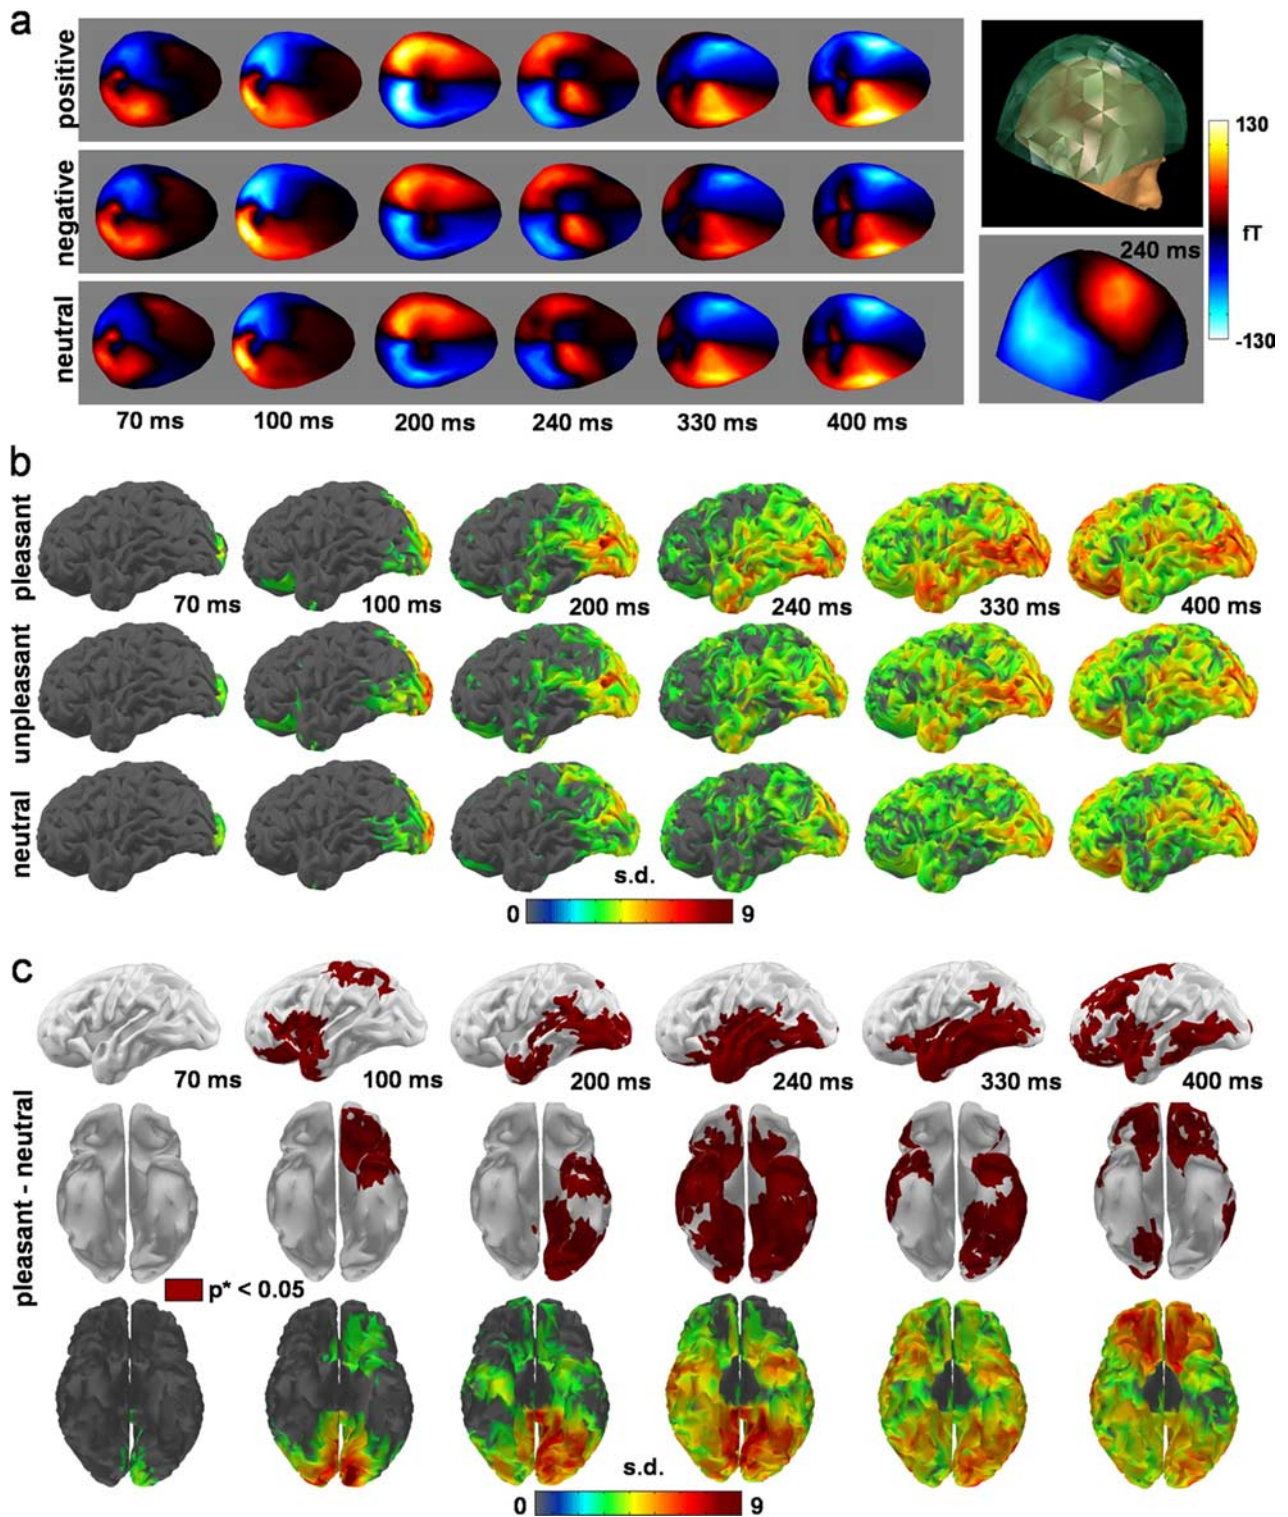 a
positive
negative
neutral
70 ms
100 ms
200 ms
240 ms
330 ms
400 ms
240 ms
130
fT
-130
b
pleasant
70 ms
100 ms
200 ms
240 ms
330 ms
400 ms
unpleasant
neutral
s.d.
0
9
c
70 ms
100 ms
200 ms
240 ms
330 ms
400 ms
pleasant - neutral
p* < 0.05
s.d.
0
9